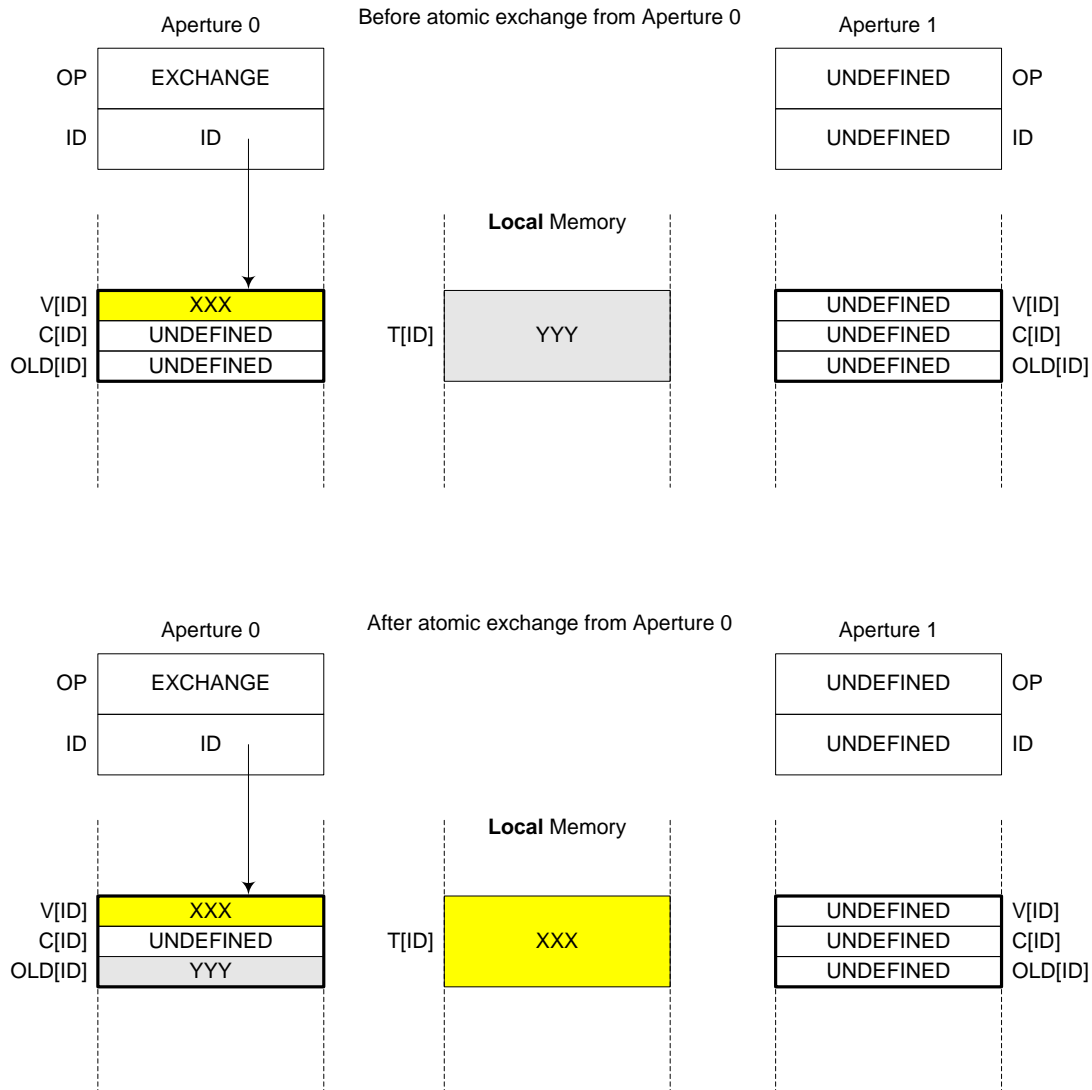 Before atomic exchange from Aperture 0
Aperture 0
Aperture 1
OP EXCHANGE UNDEFINED OP
ID ID UNDEFINED ID
Local Memory
V[ID] XXX UNDEFINED V[ID]
C[ID] UNDEFINED T[ID] YYY UNDEFINED C[ID]
OLD[ID] UNDEFINED UNDEFINED OLD[ID]
After atomic exchange from Aperture 0
Aperture 0
Aperture 1
OP EXCHANGE UNDEFINED OP
ID ID UNDEFINED ID
Local Memory
V[ID] XXX UNDEFINED V[ID]
C[ID] UNDEFINED T[ID] XXX UNDEFINED C[ID]
OLD[ID] YYY UNDEFINED OLD[ID]